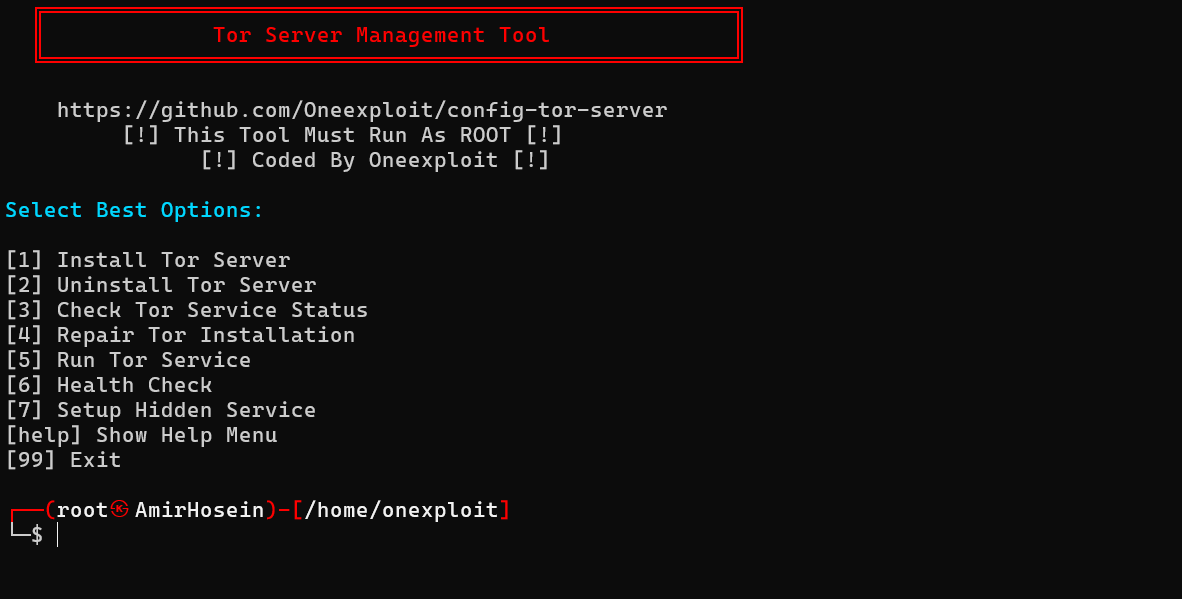 Tor Server Management Tool
https://github.com/Oneexploit/config-tor-server
[!] This Tool Must Run As ROOT [!]
[!] Coded By Oneexploit [!]
Select Best Options:
[1] Install Tor Server
[2] Uninstall Tor Server
[3] Check Tor Service Status
[4] Repair Tor Installation
[5] Run Tor Service
[6] Health Check
[7] Setup Hidden Service
[help] Show Help Menu
[99] Exit
┌──(root㉿AmirHosein)-[/home/onexploit]
└─$